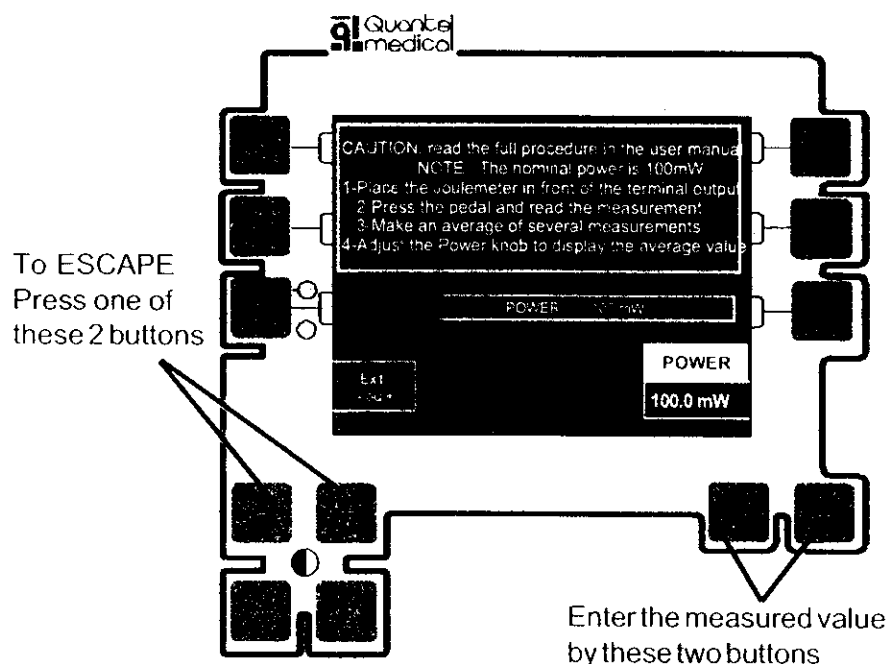 Quantel
medical
CAUTION: read the full procedure in the user manual
NOTE: The nominal power is 100mW
1-Place the Joulemeter in front of the terminal output
2-Press the pedal and read the measurement
3-Make an average of several measurements
4-Adjust the Power knob to display the average value
To ESCAPE
Press one of
these 2 buttons
POWER mW
POWER
Ext
100.0 mW
Enter the measured value
by these two buttons